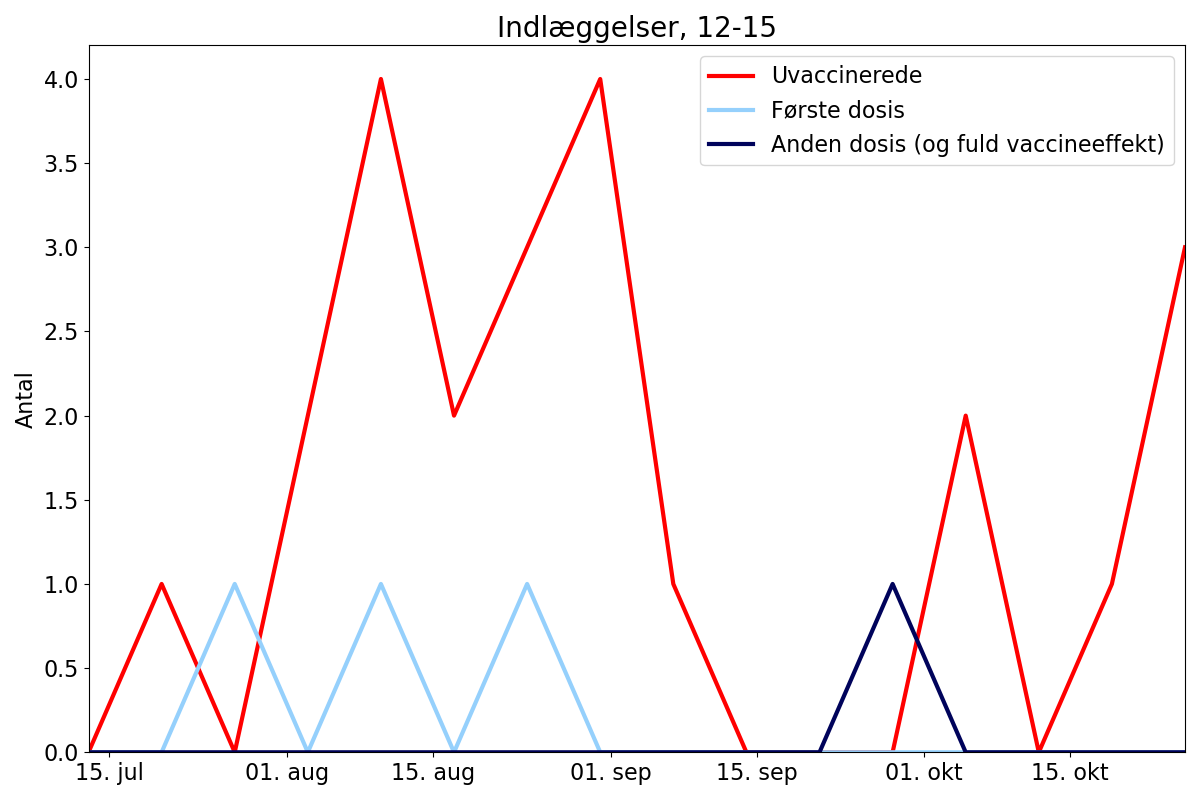 Indlæggelser, 12-15
Uvaccinerede
Første dosis
Anden dosis (og fuld vaccineeffekt)
Antal
4.0
3.5
3.0
2.5
2.0
1.5
1.0
0.5
0.0
15. jul
01. aug
15. aug
01. sep
15. sep
01. okt
15. okt